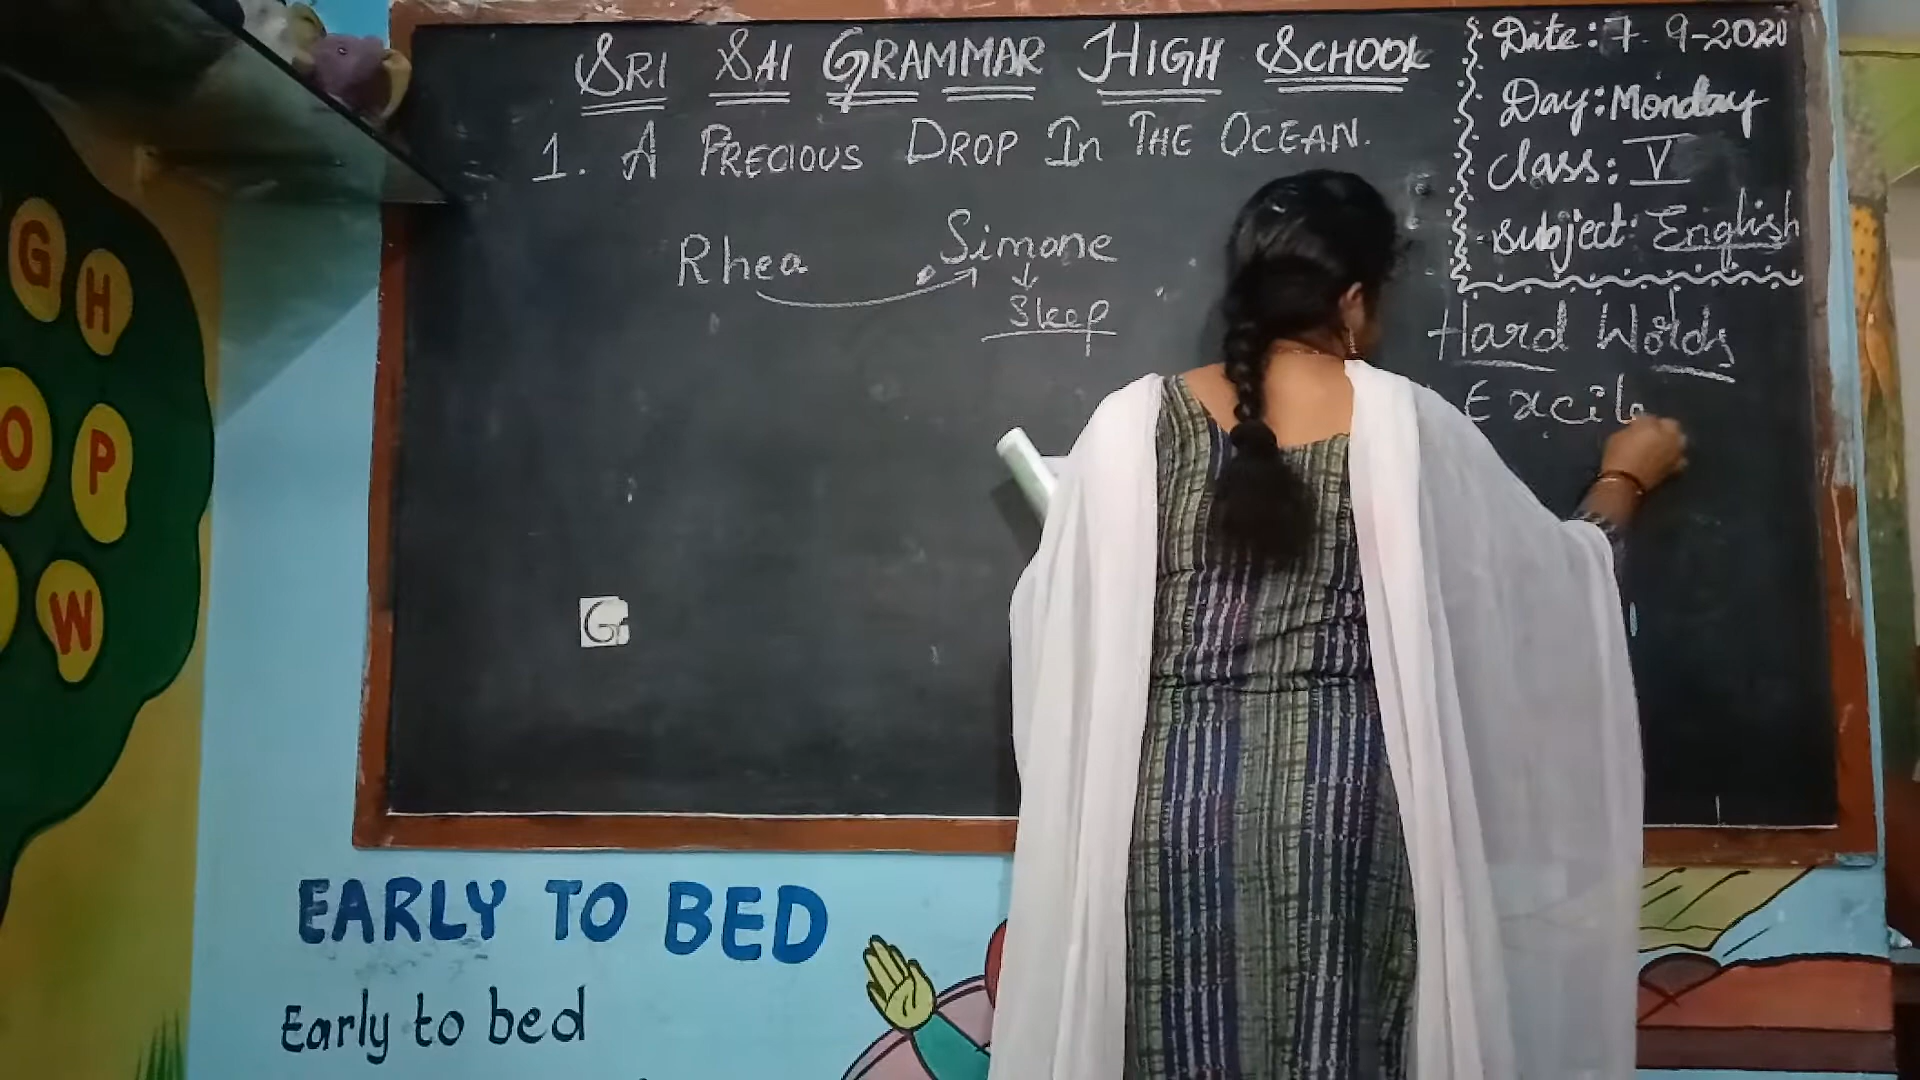 SRI SAI GRAMMAR HIGH SCHOOL
1. A PRECIOUS DROP IN THE OCEAN.
Rhea Simone
Sleep
Date: 7. 9-2020
Day: Monday
Class: V
Subject: English
Hard Words
G
H
O
P
W
G
EARLY TO BED
Early to bed